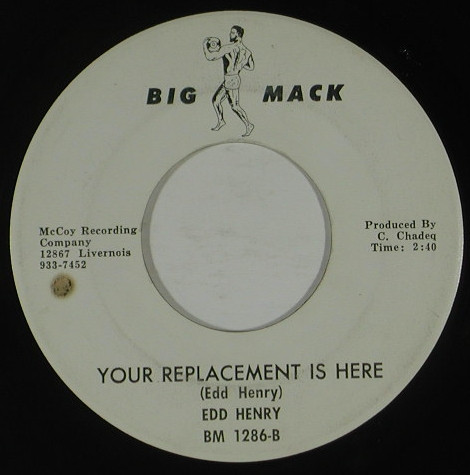 BIG MACK
McCoy Recording
Company
12867 Livernois
933-7452
Produced By
C. Chadeq
Time: 2:40
YOUR REPLACEMENT IS HERE
(Edd Henry)
EDD HENRY
BM 1286-B